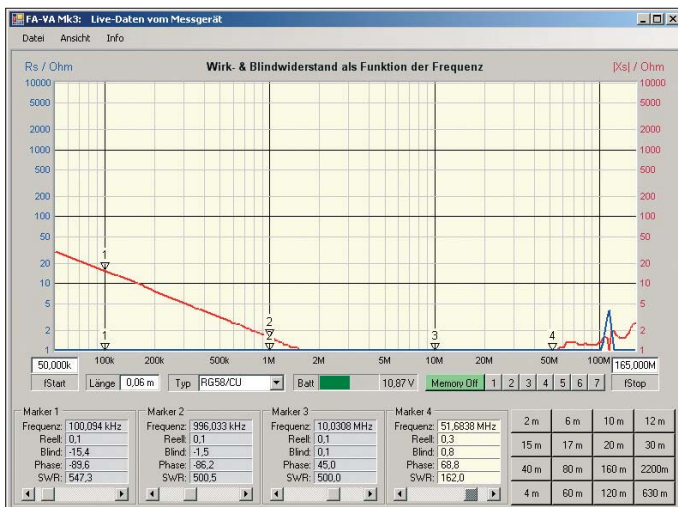 FA-VA Mk3: Live-Daten vom Messgerät
Datei Ansicht Info
Rs / Ohm Wirk- & Blindwiderstand als Funktion der Frequenz |Xs| / Ohm
10000 10000
5000 5000
2000 2000
1000 1000
500 500
200 200
100 100
50 50
20 20
10 10
5 5
2 2
1 1
1
1
2
2
3
4
50,000k 100k 200k 500k 1M 2M 5M 10M 20M 50M 100M 165,000M
fStart Länge 0,06 m Typ RG58/CU Batt 10,87 V Memory Off 1 2 3 4 5 6 7 fStop
Marker 1
Frequenz: 100,094 kHz
Reell: 0,1
Blind: -15,4
Phase: -89,6
SWR: 547,3
Marker 2
Frequenz: 996,033 kHz
Reell: 0,1
Blind: -1,5
Phase: -86,2
SWR: 500,5
Marker 3
Frequenz: 10,0308 MHz
Reell: 0,1
Blind: 0,1
Phase: 45,0
SWR: 500,0
Marker 4
Frequenz: 51,6838 MHz
Reell: 0,3
Blind: 0,8
Phase: 68,8
SWR: 162,0
2 m 6 m 10 m 12 m
15 m 17 m 20 m 30 m
40 m 80 m 160 m 2200m
4 m 60 m 120 m 630 m